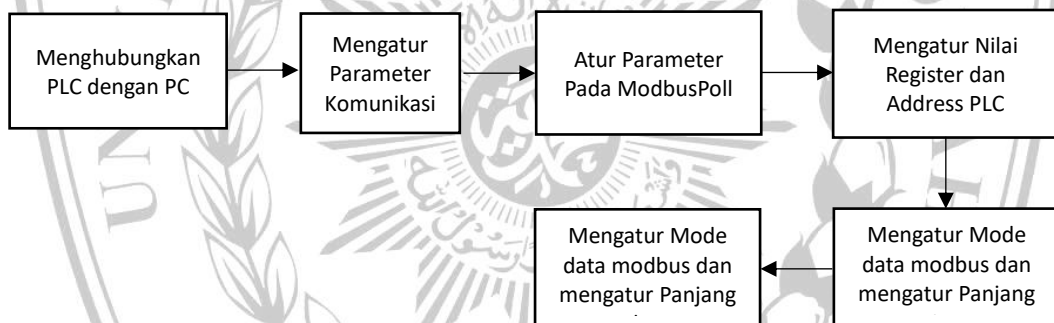 Menghubungkan
PLC dengan PC
Mengatur
Parameter
Komunikasi
Atur Parameter
Pada ModbusPoll
Mengatur Nilai
Register dan
Address PLC
Mengatur Mode
data modbus dan
mengatur Panjang
Mengatur Mode
data modbus dan
mengatur Panjang